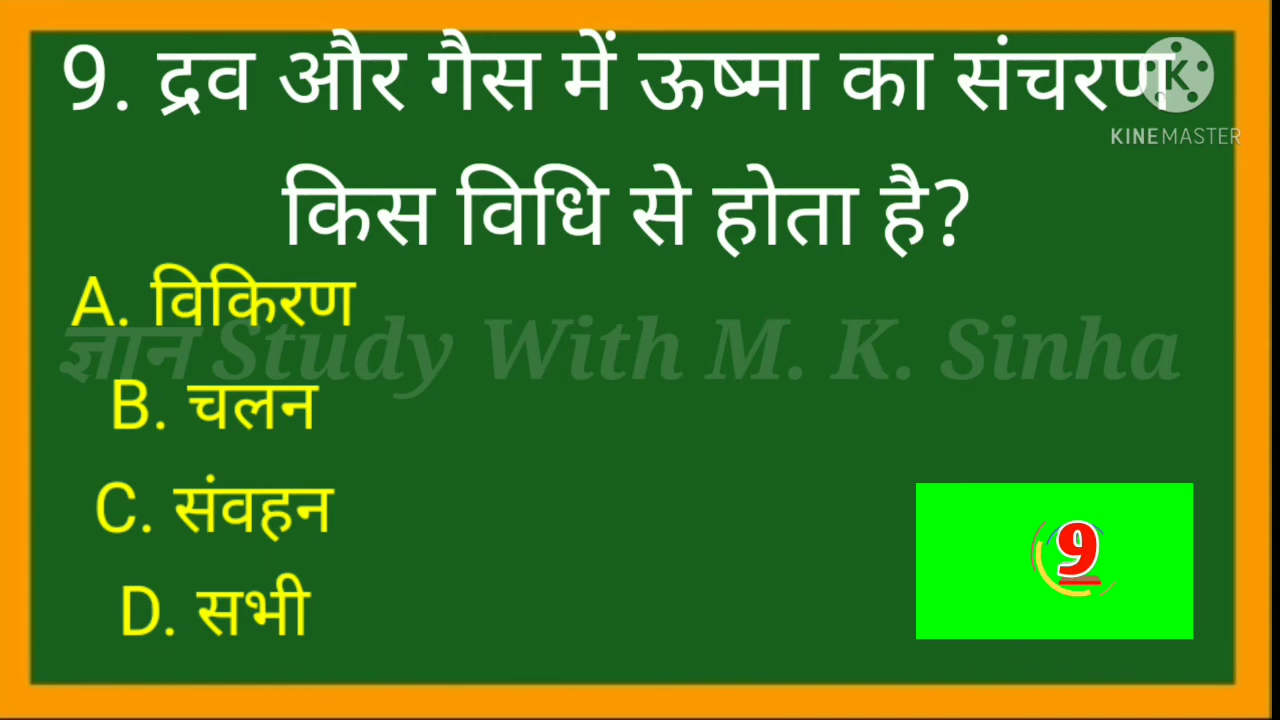 9. द्रव और गैस में ऊष्मा का संचरण
KINEMASTER
किस विधि से होता है?
A. विकिरण
ज्ञान Study With M. K. Sinha
B. चलन
C. संवहन
9
D. सभी